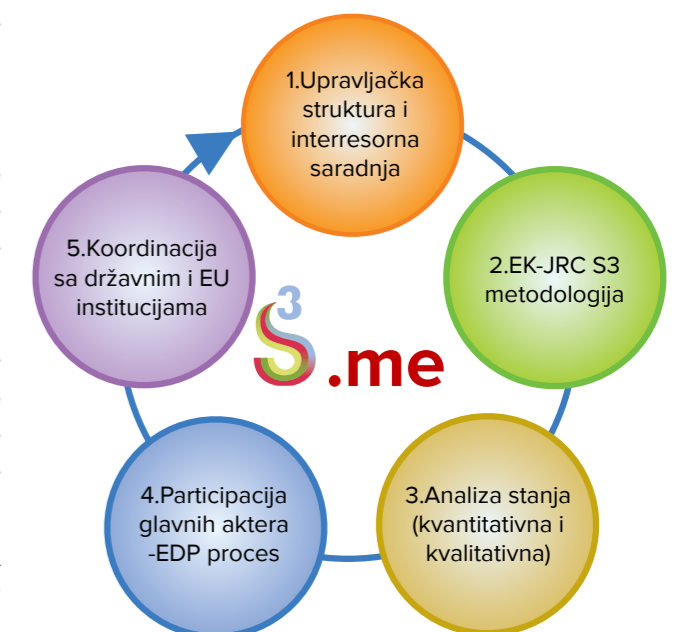 1.Upravljačka
struktura i
interresorna
saradnja
2.EK-JRC S3
metodologija
3.Analiza stanja
(kvantitativna i
kvalitativna)
4.Participacija
glavnih aktera
-EDP proces
5.Koordinacija
sa državnim i EU
institucijama
S3.me